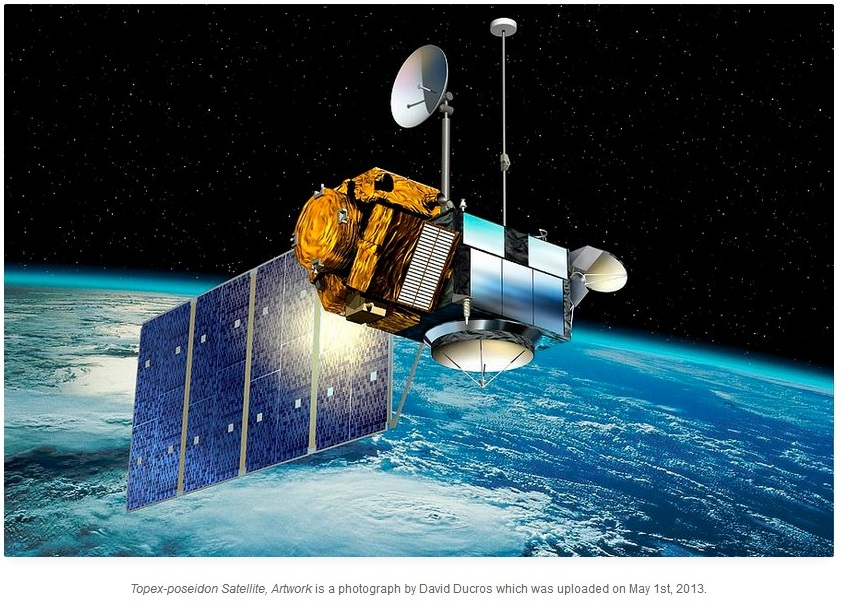 Topex-poseidon Satellite, Artwork is a photograph by David Ducros which was uploaded on May 1st, 2013.